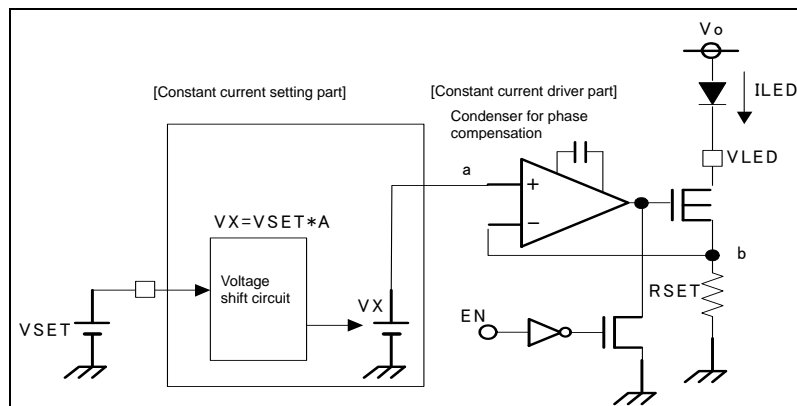 Vo
[Constant current setting part]
[Constant current driver part]
ILED
Condenser for phase
compensation
VLED
a
+
−
VX=VSET*A
b
Voltage
shift circuit
VX
RSET
EN
VSET